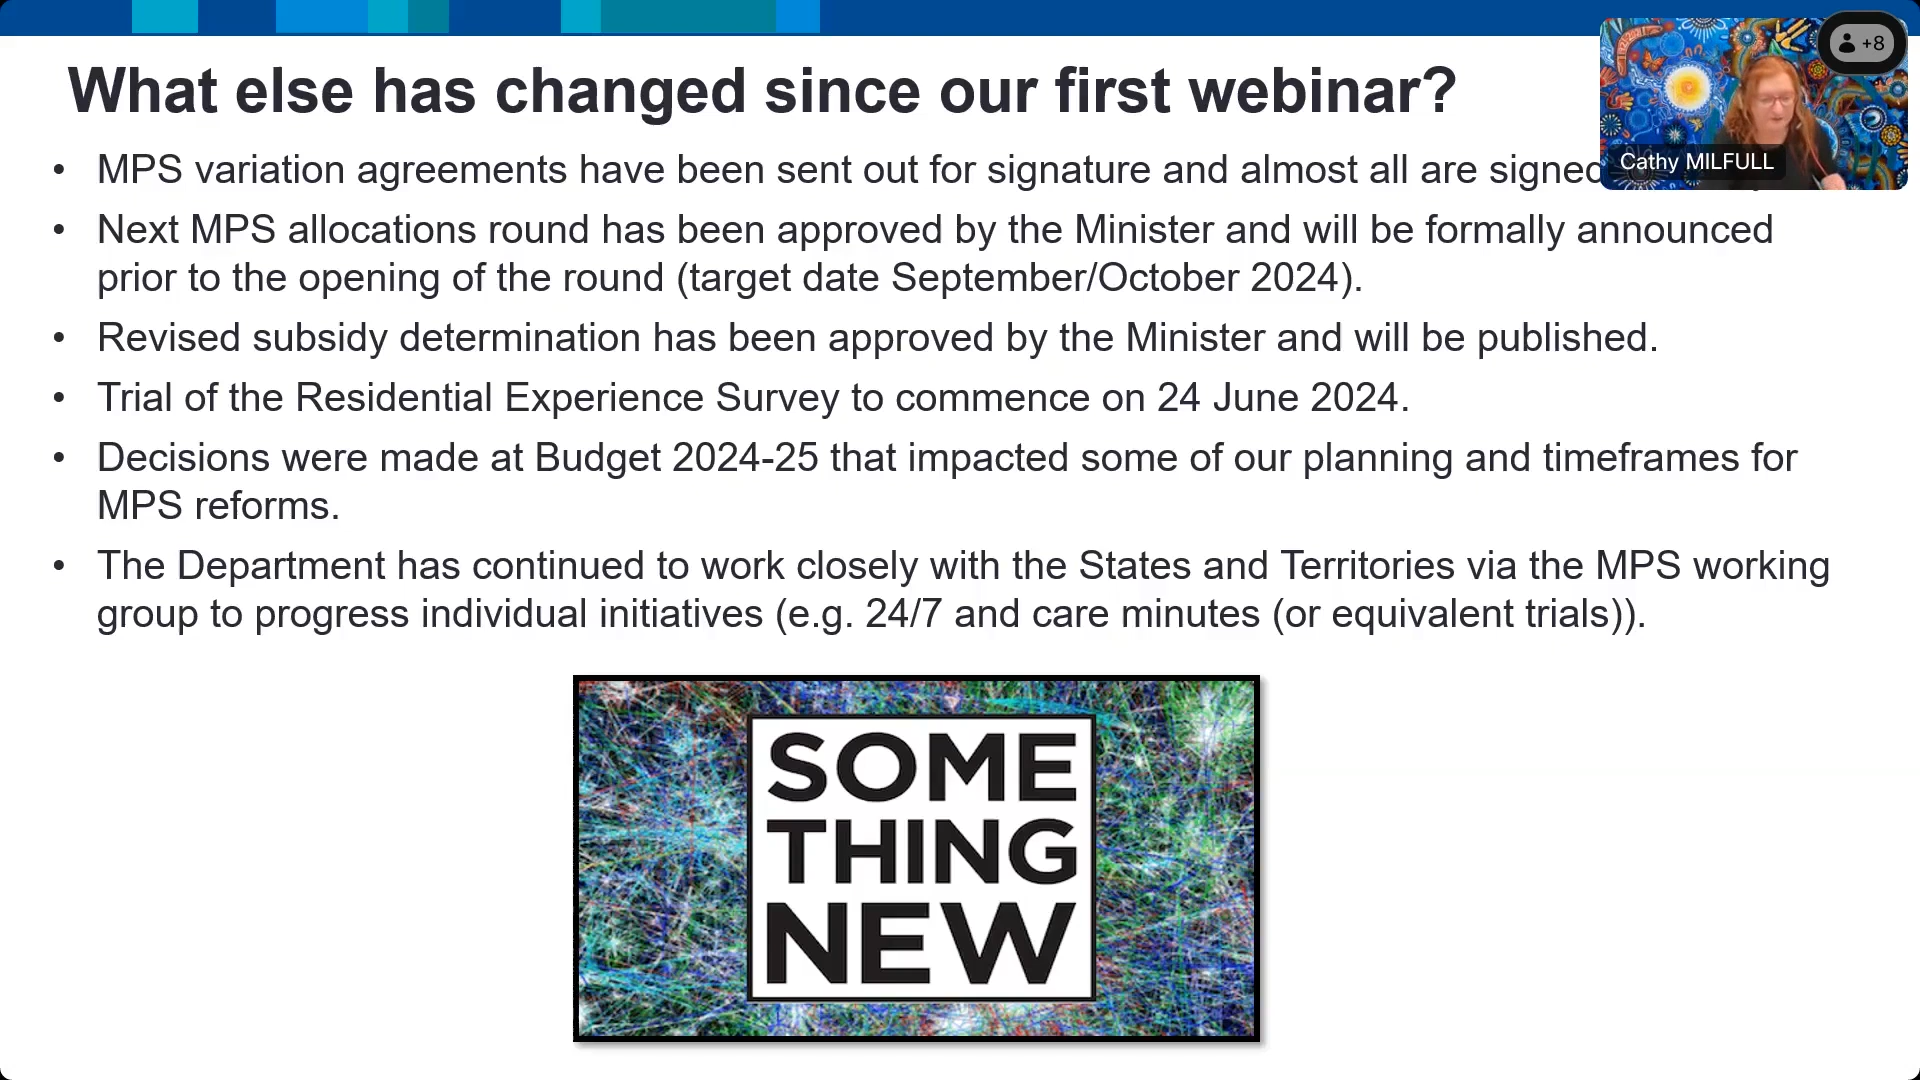 What else has changed since our first webinar?
+8
Cathy MILFULL
• MPS variation agreements have been sent out for signature and almost all are signed
• Next MPS allocations round has been approved by the Minister and will be formally announced
prior to the opening of the round (target date September/October 2024).
• Revised subsidy determination has been approved by the Minister and will be published.
• Trial of the Residential Experience Survey to commence on 24 June 2024.
• Decisions were made at Budget 2024-25 that impacted some of our planning and timeframes for
MPS reforms.
• The Department has continued to work closely with the States and Territories via the MPS working
group to progress individual initiatives (e.g. 24/7 and care minutes (or equivalent trials)).
SOME
THING
NEW